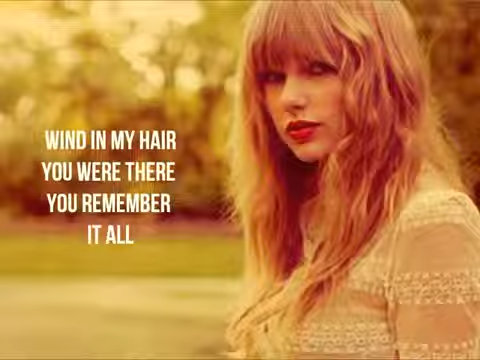 WIND IN MY HAIR
YOU WERE THERE
YOU REMEMBER
IT ALL